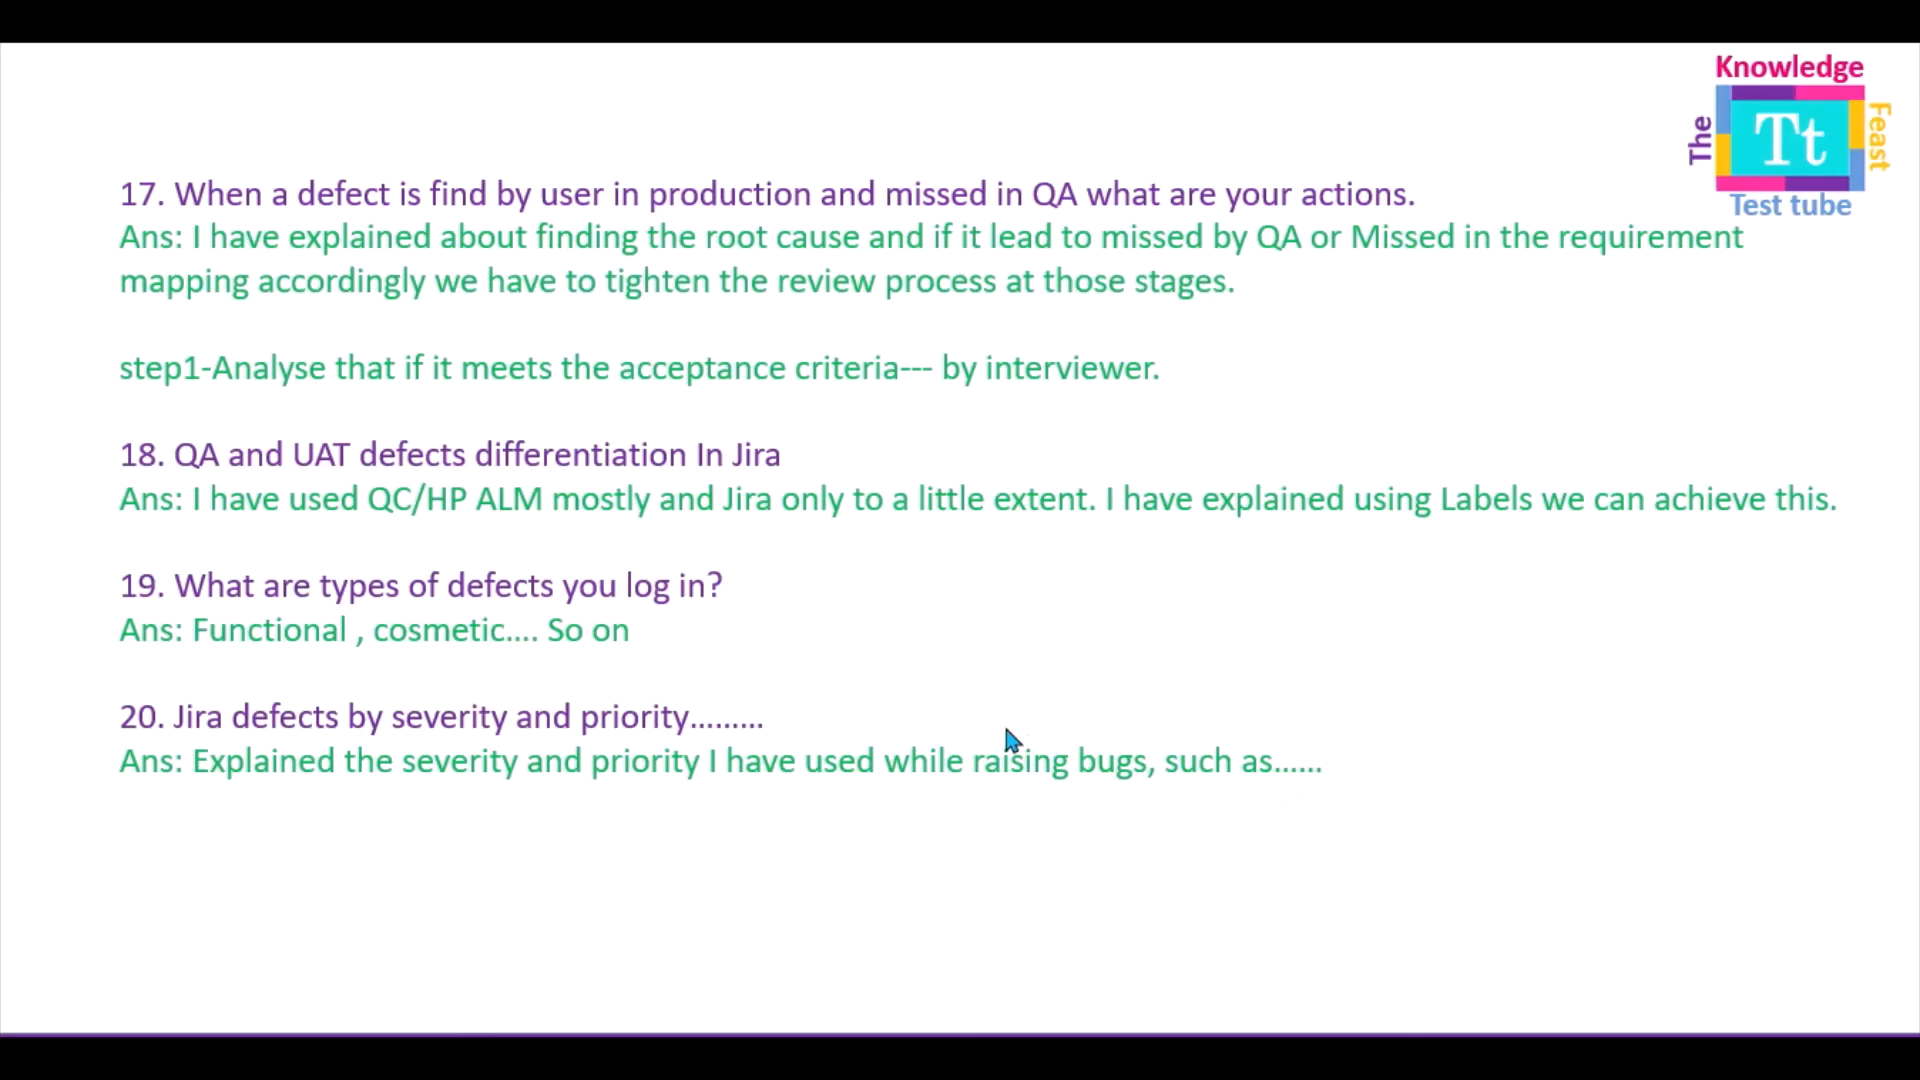 Knowledge
The
Tt
Feast
Test tube
17. When a defect is find by user in production and missed in QA what are your actions.
Ans: I have explained about finding the root cause and if it lead to missed by QA or Missed in the requirement
mapping accordingly we have to tighten the review process at those stages.
step1-Analyse that if it meets the acceptance criteria--- by interviewer.
18. QA and UAT defects differentiation In Jira
Ans: I have used QC/HP ALM mostly and Jira only to a little extent. I have explained using Labels we can achieve this.
19. What are types of defects you log in?
Ans: Functional , cosmetic.... So on
20. Jira defects by severity and priority.........
Ans: Explained the severity and priority I have used while raising bugs, such as......